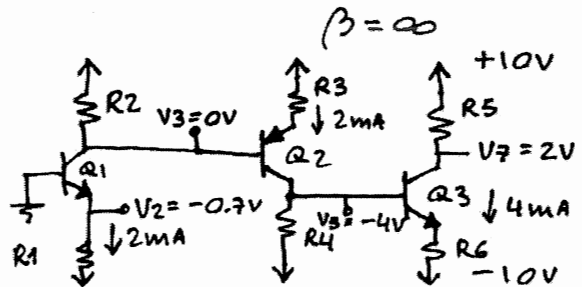 β = ∞
+10V
R2
V3=0V
R3
↓ 2mA
R5
Q1
Q2
V7 = 2V
V2 = -0.7V
Q3
↓ 4mA
R1
↓ 2mA
R4
V5=-4V
R6
-10V